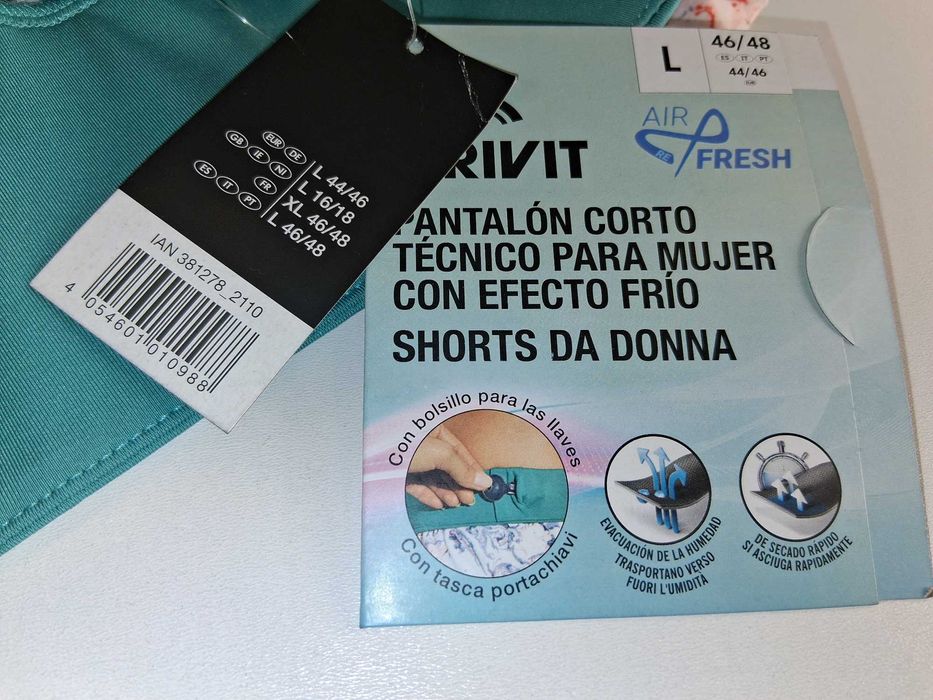 EUR DE L 44/46
GB IE NI L 16/18
FR XL 46/48
ES IT PT L 46/48
IAN 381278_2110
4 054601 010988
L
46/48
ES IT PT
44/46
EUR
AIR
RE FRESH
RIVIT
PANTALÓN CORTO
TÉCNICO PARA MUJER
CON EFECTO FRÍO
SHORTS DA DONNA
Con bolsillo para las llaves
Con tasca portachiavi
EVACUACIÓN DE LA HUMEDAD
TRASPORTANO VERSO
FUORI L'UMIDITÀ
DE SECADO RÁPIDO
SI ASCIUGA RAPIDAMENTE